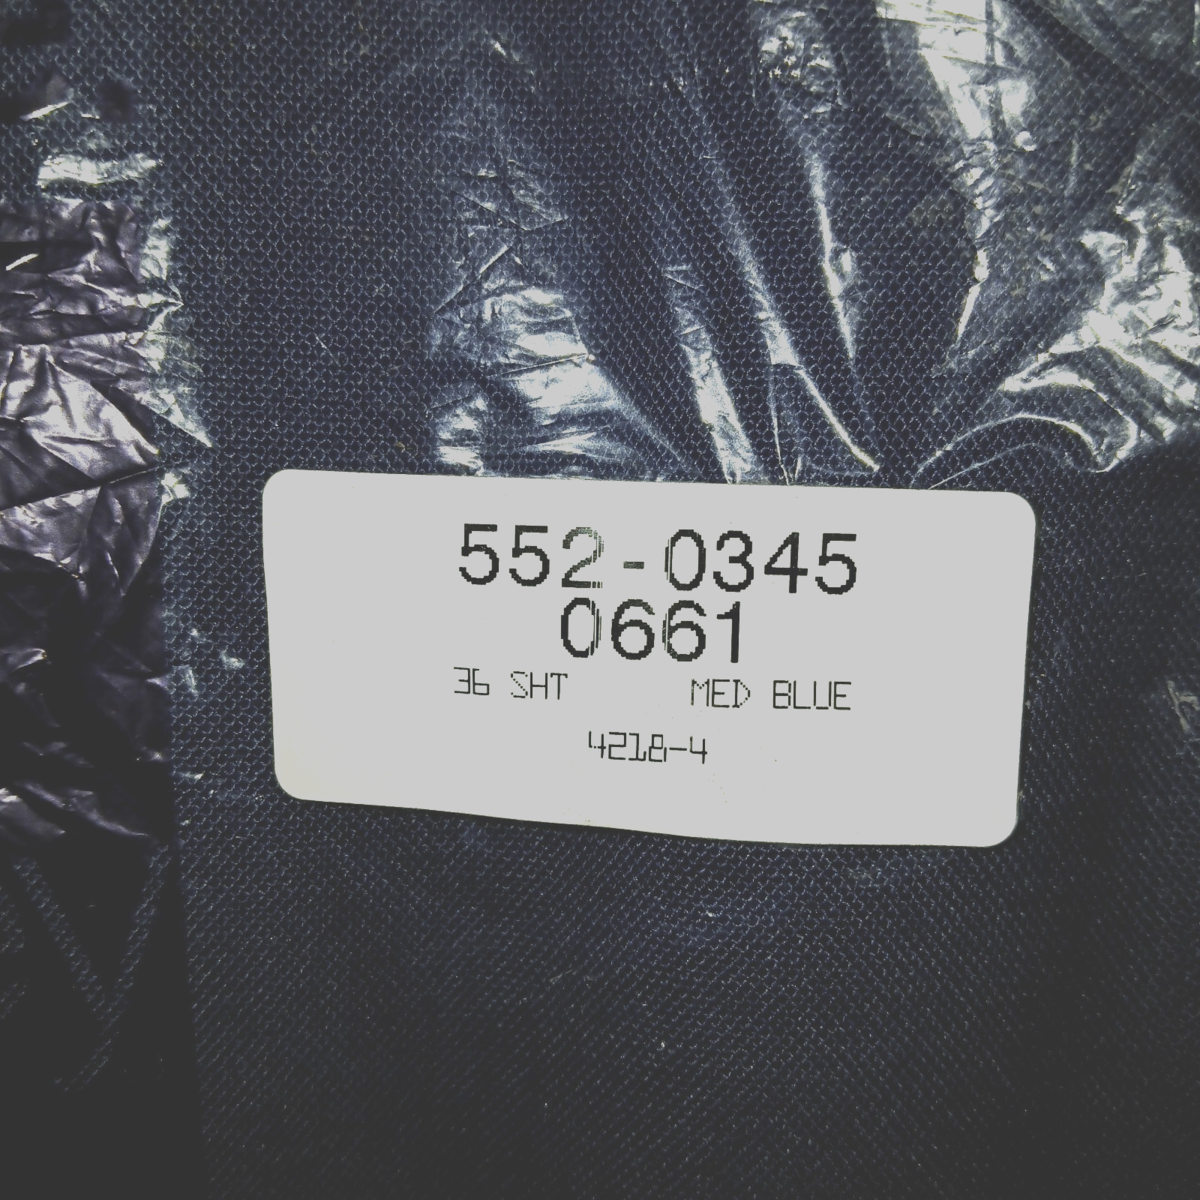 552-0345
0661
36 SHT MED BLUE
4218-4